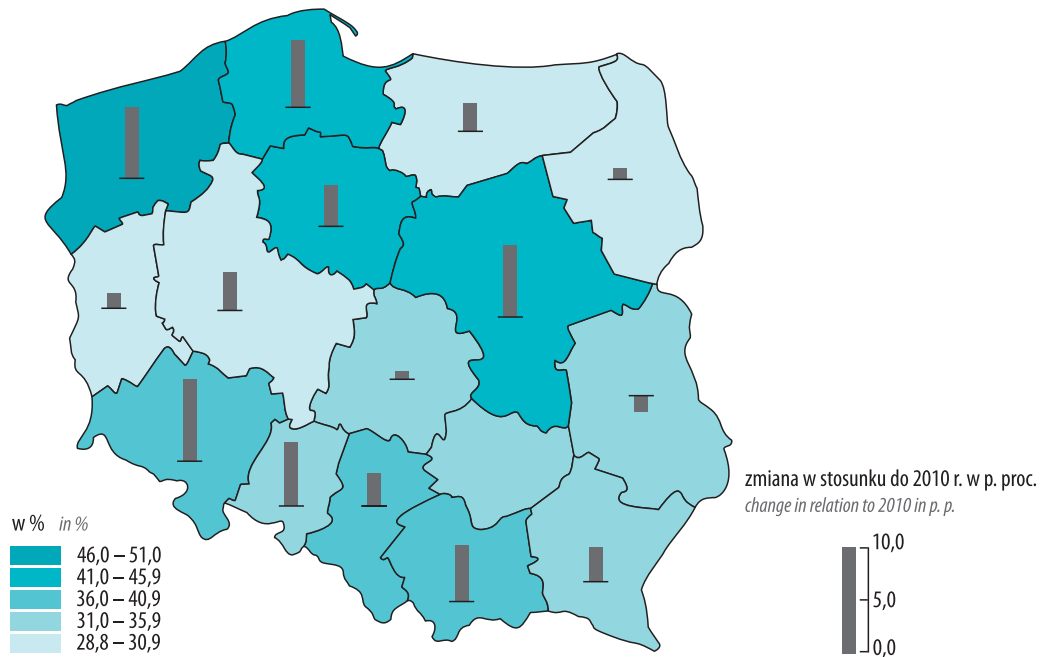 zmiana w stosunku do 2010 r. w p. proc.
change in relation to 2010 in p. p.
10,0
5,0
0,0
w % in %
46,0 – 51,0
41,0 – 45,9
36,0 – 40,9
31,0 – 35,9
28,8 – 30,9